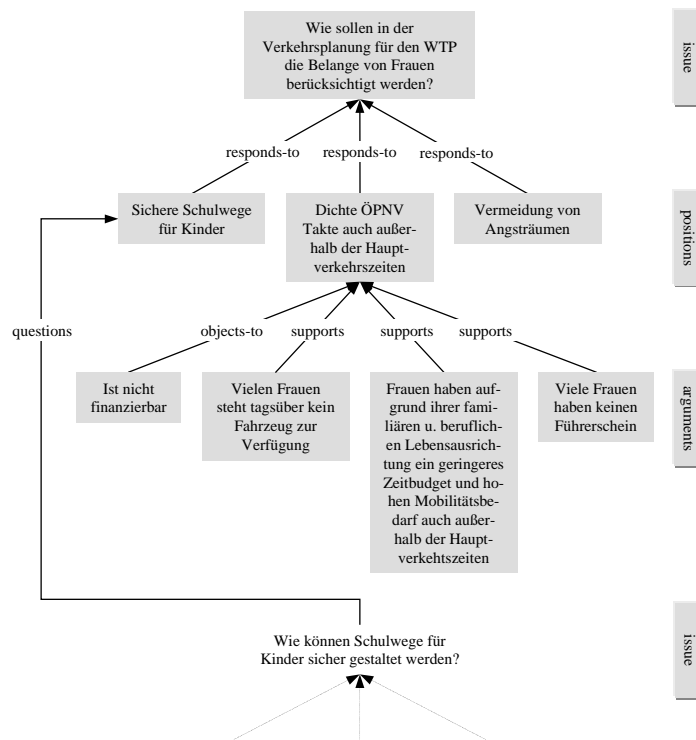 Wie sollen in der
Verkehrsplanung für den WTP
die Belange von Frauen
berücksichtigt werden?
issue
responds-to
responds-to
responds-to
Sichere Schulwege
für Kinder
Dichte ÖPNV
Takte auch außer-
halb der Haupt-
verkehrszeiten
Vermeidung von
Angsträumen
positions
questions
objects-to
supports
supports
supports
Ist nicht
finanzierbar
Vielen Frauen
steht tagsüber kein
Fahrzeug zur
Verfügung
Frauen haben auf-
grund ihrer fami-
liären u. beruflich-
en Lebensausrich-
tung ein geringeres
Zeitbudget und ho-
hen Mobilitätsbe-
darf auch außer-
halb der Haupt-
verkehtszeiten
Viele Frauen
haben keinen
Führerschein
arguments
Wie können Schulwege für
Kinder sicher gestaltet werden?
issue